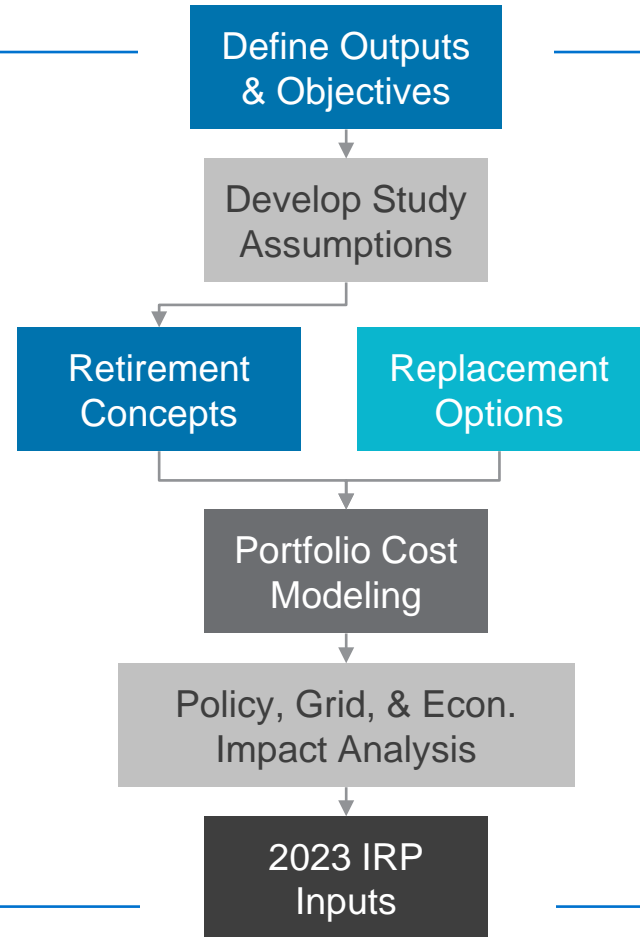 Define Outputs
& Objectives
Develop Study
Assumptions
Retirement
Concepts
Replacement
Options
Portfolio Cost
Modeling
Policy, Grid, & Econ.
Impact Analysis
2023 IRP
Inputs